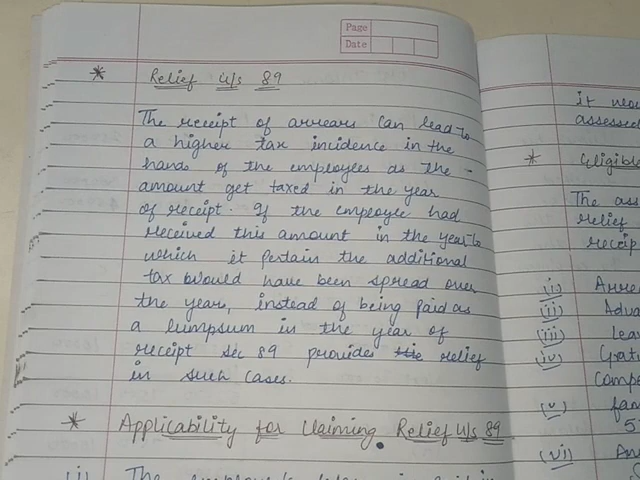 Page
Date
* Relief U/s 89
The receipt of arrears can lead to
a higher tax incidence in the
hands of the employees as the -
amount get taxed in the year
of receipt. If the employee had
received this amount in the year to
which it pertain the additional
tax would have been spread over
the year, instead of being paid as
a lumpsum in the year of
receipt sec 89 provides relief
in such cases.
* Applicability for Claiming Relief U/s 89
(i) The
it
assessed
* Eligible
The ass
relief
receip
(i) Arre
(ii) Adva
(iii) Lea
(iv) Grat
Compe
(v) fam
5
(vi) An